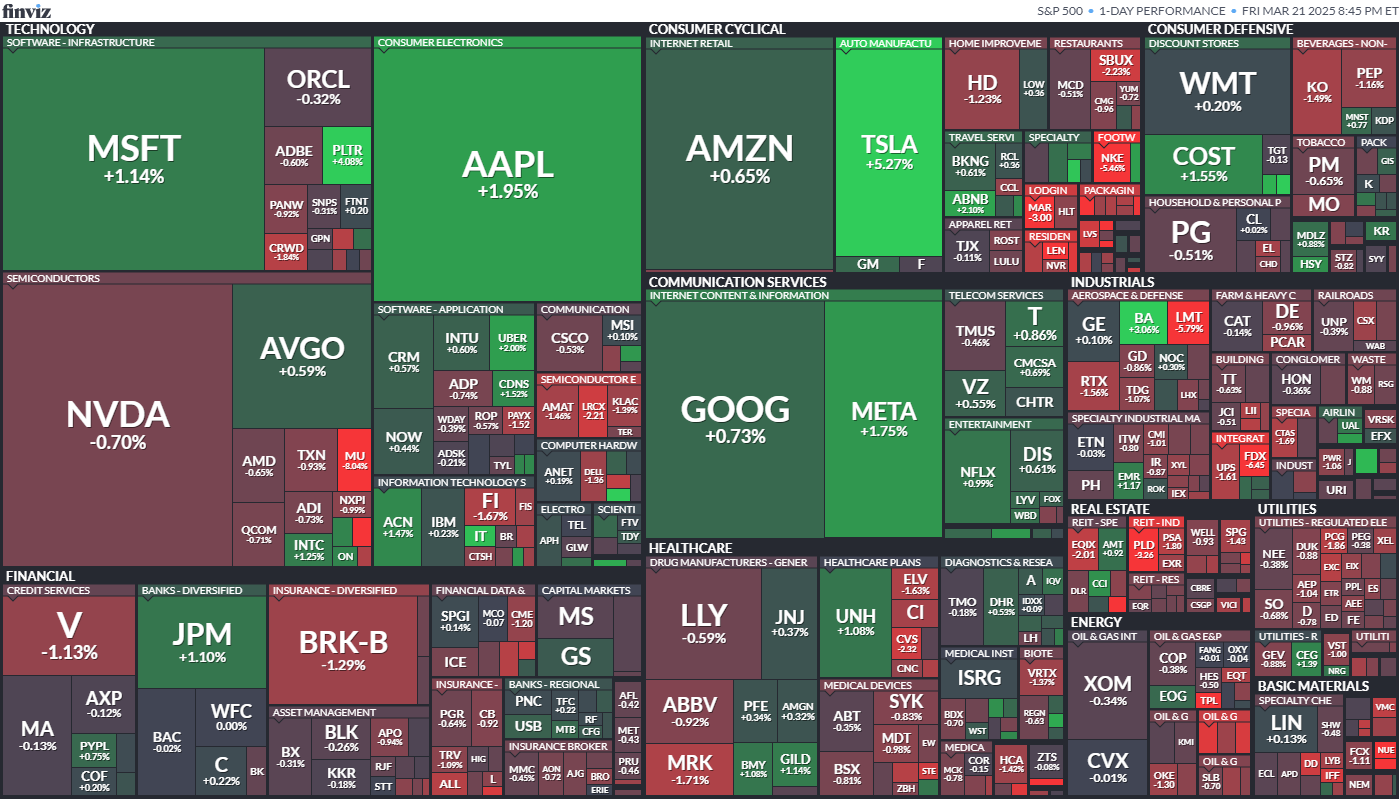 finviz
S&P 500 • 1-DAY PERFORMANCE • FRI MAR 21 2025 8:45 PM ET
TECHNOLOGY
SOFTWARE - INFRASTRUCTURE
MSFT
+1.14%
ORCL
-0.32%
ADBE
-0.60%
PLTR
+4.08%
PANW
-0.92%
SNPS
-0.31%
FTNT
+0.20
CRWD
-1.84%
GPN
CONSUMER ELECTRONICS
AAPL
+1.95%
SEMICONDUCTORS
NVDA
-0.70%
AVGO
+0.59%
AMD
-0.65%
TXN
-0.93%
MU
-8.04%
QCOM
-0.71%
ADI
-0.73%
NXPI
-0.99%
INTC
+1.25%
ON
SOFTWARE - APPLICATION
CRM
+0.57%
INTU
+0.60%
UBER
+2.00%
ADP
-0.74%
CDNS
+1.52%
NOW
+0.44%
WDAY
-0.39%
ROP
-0.57%
PAYX
-1.52
ADSK
-0.21%
TYL
COMMUNICATION
CSCO
-0.53%
MSI
+0.10%
SEMICONDUCTOR E
AMAT
-1.46%
LRCX
-2.21
KLAC
-1.39%
TER
COMPUTER HARDW
ANET
+0.19%
DELL
-1.36
INFORMATION TECHNOLOGY S
ACN
+1.47%
IBM
+0.23%
FI
-1.67%
FIS
IT
BR
CTSH
ELECTRO
APH
TEL
GLW
SCIENTI
FTV
TDY
CONSUMER CYCLICAL
INTERNET RETAIL
AMZN
+0.65%
AUTO MANUFACTU
TSLA
+5.27%
GM
F
HOME IMPROVEME
HD
-1.23%
LOW
+0.36
RESTAURANTS
MCD
-0.51%
SBUX
-2.23%
CMG
-0.96
YUM
-0.72
TRAVEL SERVI
BKNG
+0.61%
RCL
+0.36
CCL
ABNB
+2.10%
SPECIALTY
FOOTW
NKE
-5.46%
LODGIN
MAR
-3.00
HLT
PACKAGIN
APPAREL RET
TJX
-0.11%
ROST
LULU
RESIDEN
LEN
NVR
LVS
CONSUMER DEFENSIVE
DISCOUNT STORES
WMT
+0.20%
COST
+1.55%
TGT
-0.13
BEVERAGES - NON-
KO
-1.49%
PEP
-1.16%
MNST
+0.77
KDP
TOBACCO
PM
-0.65%
MO
PACK
GIS
K
HOUSEHOLD & PERSONAL P
PG
-0.51%
CL
+0.02%
EL
CHD
MDLZ
+0.88%
HSY
STZ
-0.82
KR
SYY
COMMUNICATION SERVICES
INTERNET CONTENT & INFORMATION
GOOG
+0.73%
META
+1.75%
TELECOM SERVICES
TMUS
-0.46%
T
+0.86%
VZ
+0.55%
CMCSA
+0.69%
CHTR
ENTERTAINMENT
NFLX
+0.99%
DIS
+0.61%
LYV
FOX
WBD
INDUSTRIALS
AEROSPACE & DEFENSE
GE
+0.10%
BA
+3.06%
LMT
-5.79%
RTX
-1.56%
GD
-0.86%
NOC
+0.30%
TDG
-1.07%
LHX
FARM & HEAVY C
CAT
-0.14%
DE
-0.96%
PCAR
RAILROADS
UNP
-0.39%
CSX
WAB
BUILDING
TT
-0.63%
JCI
-0.51
LII
CONGLOMER
HON
-0.36%
WASTE
WM
-0.88
RSG
SPECIALTY INDUSTRIAL MA
ETN
-0.03%
ITW
-0.80
CMI
-1.01
PH
EMR
+1.17
IR
-0.87
XYL
ROK
IEX
INTEGRAT
UPS
-1.61
FDX
-6.45
SPECIA
CTAS
-1.69
AIRLIN
UAL
VRSK
EFX
INDUST
PWR
-1.06
J
URI
FINANCIAL
CREDIT SERVICES
V
-1.13%
MA
-0.13%
AXP
-0.12%
PYPL
+0.75%
COF
+0.20%
BANKS - DIVERSIFIED
JPM
+1.10%
BAC
-0.02%
WFC
0.00%
C
+0.22%
BK
INSURANCE - DIVERSIFIED
BRK-B
-1.29%
ASSET MANAGEMENT
BX
-0.31%
BLK
-0.26%
APO
-0.94%
KKR
-0.18%
RJF
STT
FINANCIAL DATA &
SPGI
+0.14%
MCO
-0.07
CME
-1.20
ICE
CAPITAL MARKETS
MS
GS
INSURANCE -
PGR
-0.64%
CB
-0.92
TRV
-1.09%
HIG
ALL
L
BANKS - REGIONAL
PNC
TFC
+0.22
USB
MTB
RF
CFG
AFL
-0.42
MET
-0.43
PRU
-0.46
INSURANCE BROKER
MMC
-0.45%
AON
-0.72
AJG
BRO
ERIE
HEALTHCARE
DRUG MANUFACTURERS - GENER
LLY
-0.59%
JNJ
+0.37%
ABBV
-0.92%
PFE
+0.34%
AMGN
+0.32%
MRK
-1.71%
BMY
+1.08%
GILD
+1.14%
HEALTHCARE PLANS
UNH
+1.08%
ELV
-1.63%
CI
CVS
-2.32
CNC
MEDICAL DEVICES
ABT
-0.35%
SYK
-0.83%
MDT
-0.98%
EW
BSX
-0.81%
STE
ZBH
DIAGNOSTICS & RESEA
TMO
-0.18%
DHR
+0.53%
A
IQV
IDXX
+0.09
LH
MEDICAL INST
ISRG
BDX
-0.70
WST
BIOTE
VRTX
-1.37%
REGN
-0.63
MEDICA
MCK
-0.78
COR
-0.15
HCA
-1.42%
ZTS
-0.08%
REAL ESTATE
REIT - SPE
EQIX
-2.01
AMT
+0.92
DLR
CCI
REIT - IND
PLD
-3.26
PSA
-1.80
EXR
WELL
-0.93
SPG
-1.43
REIT - RES
EQR
CBRE
CSGP
VICI
UTILITIES
UTILITIES - REGULATED ELE
NEE
-0.38%
DUK
-0.88
PCG
-1.86
PEG
-0.38
XEL
EXC
EIX
SO
-0.68%
AEP
-1.04
ETR
PPL
ES
D
-0.78
AEE
ED
FE
UTILITIES - R
GEV
-0.88%
CEG
+1.39
VST
-1.00
NRG
UTILITI
ENERGY
OIL & GAS INT
XOM
-0.34%
CVX
-0.01%
OIL & GAS E&P
COP
-0.38%
FANG
+0.01
OXY
-0.04
HES
-0.50
EQT
EOG
TPL
OIL & G
KMI
OKE
-1.30
OIL & G
OIL & G
SLB
-0.70
BASIC MATERIALS
SPECIALTY CHE
LIN
+0.13%
SHW
-0.48
ECL
APD
DD
LYB
IFF
VMC
FCX
-1.11
NUE
NEM